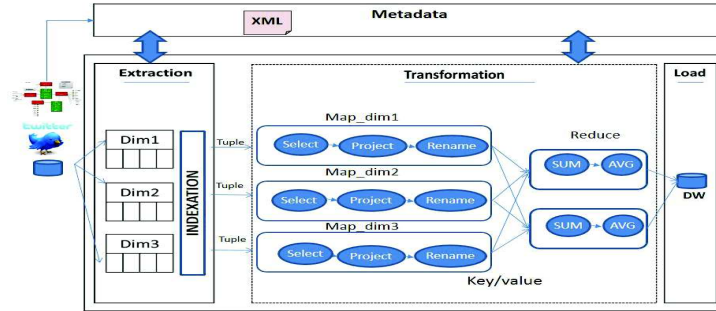 Metadata
XML
Extraction
Transformation
Load
twitter
Dim1
Dim2
Dim3
INDEXATION
Tuple
Tuple
Tuple
Map_dim1
Select
Project
Rename
Map_dim2
Select
Project
Rename
Map_dim3
Select
Project
Rename
Reduce
SUM
AVG
SUM
AVG
DW
Key/value